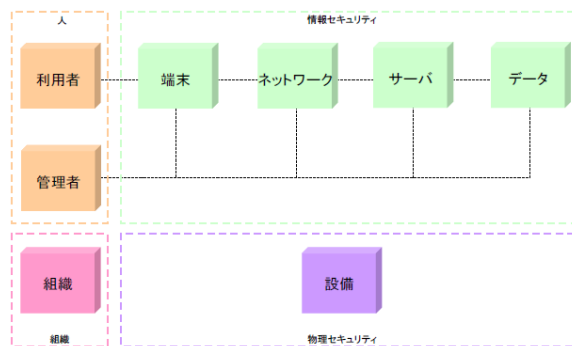 人
情報セキュリティ
利用者
端末
ネットワーク
サーバ
データ
管理者
組織
設備
組織
物理セキュリティ